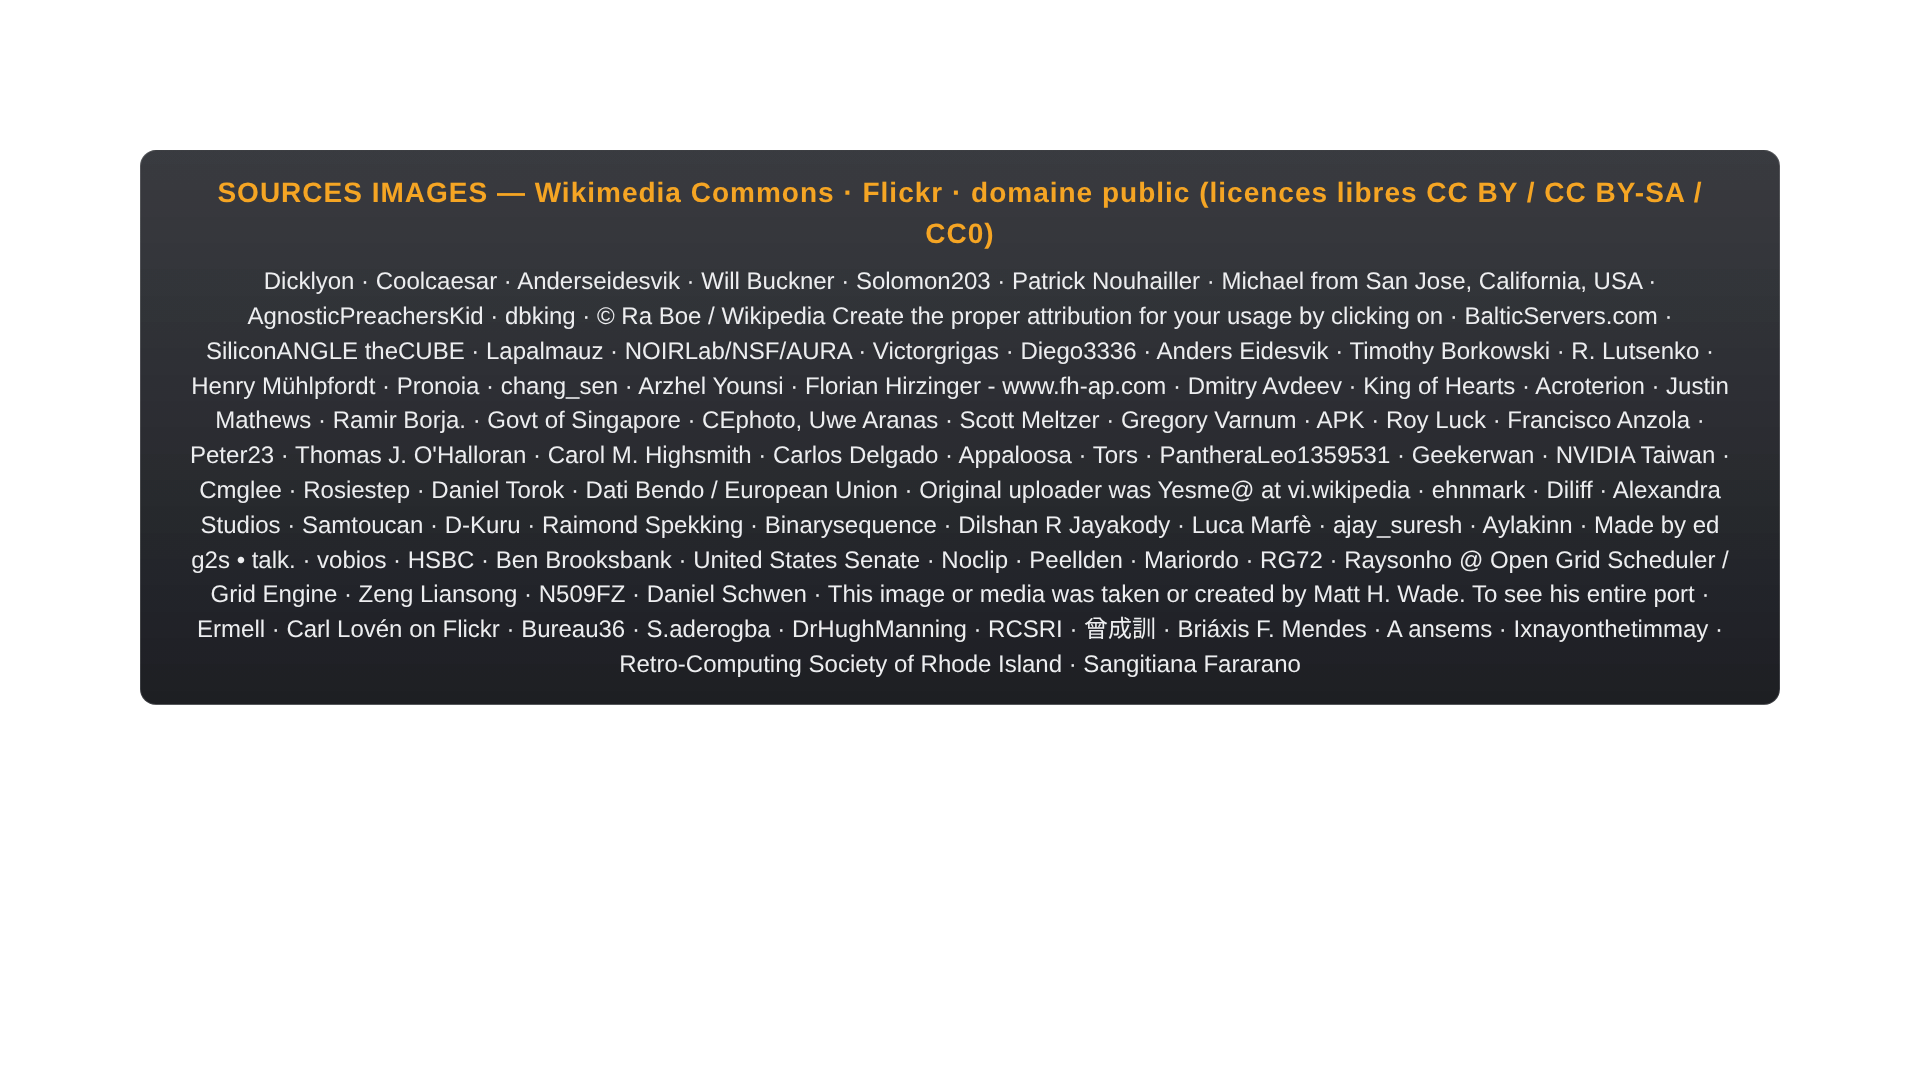 SOURCES IMAGES — Wikimedia Commons · Flickr · domaine public (licences libres CC BY / CC BY-SA /
CC0)
Dicklyon · Coolcaesar · Anderseidesvik · Will Buckner · Solomon203 · Patrick Nouhailler · Michael from San Jose, California, USA ·
AgnosticPreachersKid · dbking · © Ra Boe / Wikipedia Create the proper attribution for your usage by clicking on · BalticServers.com ·
SiliconANGLE theCUBE · Lapalmauz · NOIRLab/NSF/AURA · Victorgrigas · Diego3336 · Anders Eidesvik · Timothy Borkowski · R. Lutsenko ·
Henry Mühlpfordt · Pronoia · chang_sen · Arzhel Younsi · Florian Hirzinger - www.fh-ap.com · Dmitry Avdeev · King of Hearts · Acroterion · Justin
Mathews · Ramir Borja. · Govt of Singapore · CEphoto, Uwe Aranas · Scott Meltzer · Gregory Varnum · APK · Roy Luck · Francisco Anzola ·
Peter23 · Thomas J. O'Halloran · Carol M. Highsmith · Carlos Delgado · Appaloosa · Tors · PantheraLeo1359531 · Geekerwan · NVIDIA Taiwan ·
Cmglee · Rosiestep · Daniel Torok · Dati Bendo / European Union · Original uploader was Yesme@ at vi.wikipedia · ehnmark · Diliff · Alexandra
Studios · Samtoucan · D-Kuru · Raimond Spekking · Binarysequence · Dilshan R Jayakody · Luca Marfè · ajay_suresh · Aylakinn · Made by ed
g2s • talk. · vobios · HSBC · Ben Brooksbank · United States Senate · Noclip · Peellden · Mariordo · RG72 · Raysonho @ Open Grid Scheduler /
Grid Engine · Zeng Liansong · N509FZ · Daniel Schwen · This image or media was taken or created by Matt H. Wade. To see his entire port ·
Ermell · Carl Lovén on Flickr · Bureau36 · S.aderogba · DrHughManning · RCSRI · 曾成訓 · Briáxis F. Mendes · A ansems · Ixnayonthetimmay ·
Retro-Computing Society of Rhode Island · Sangitiana Fararano